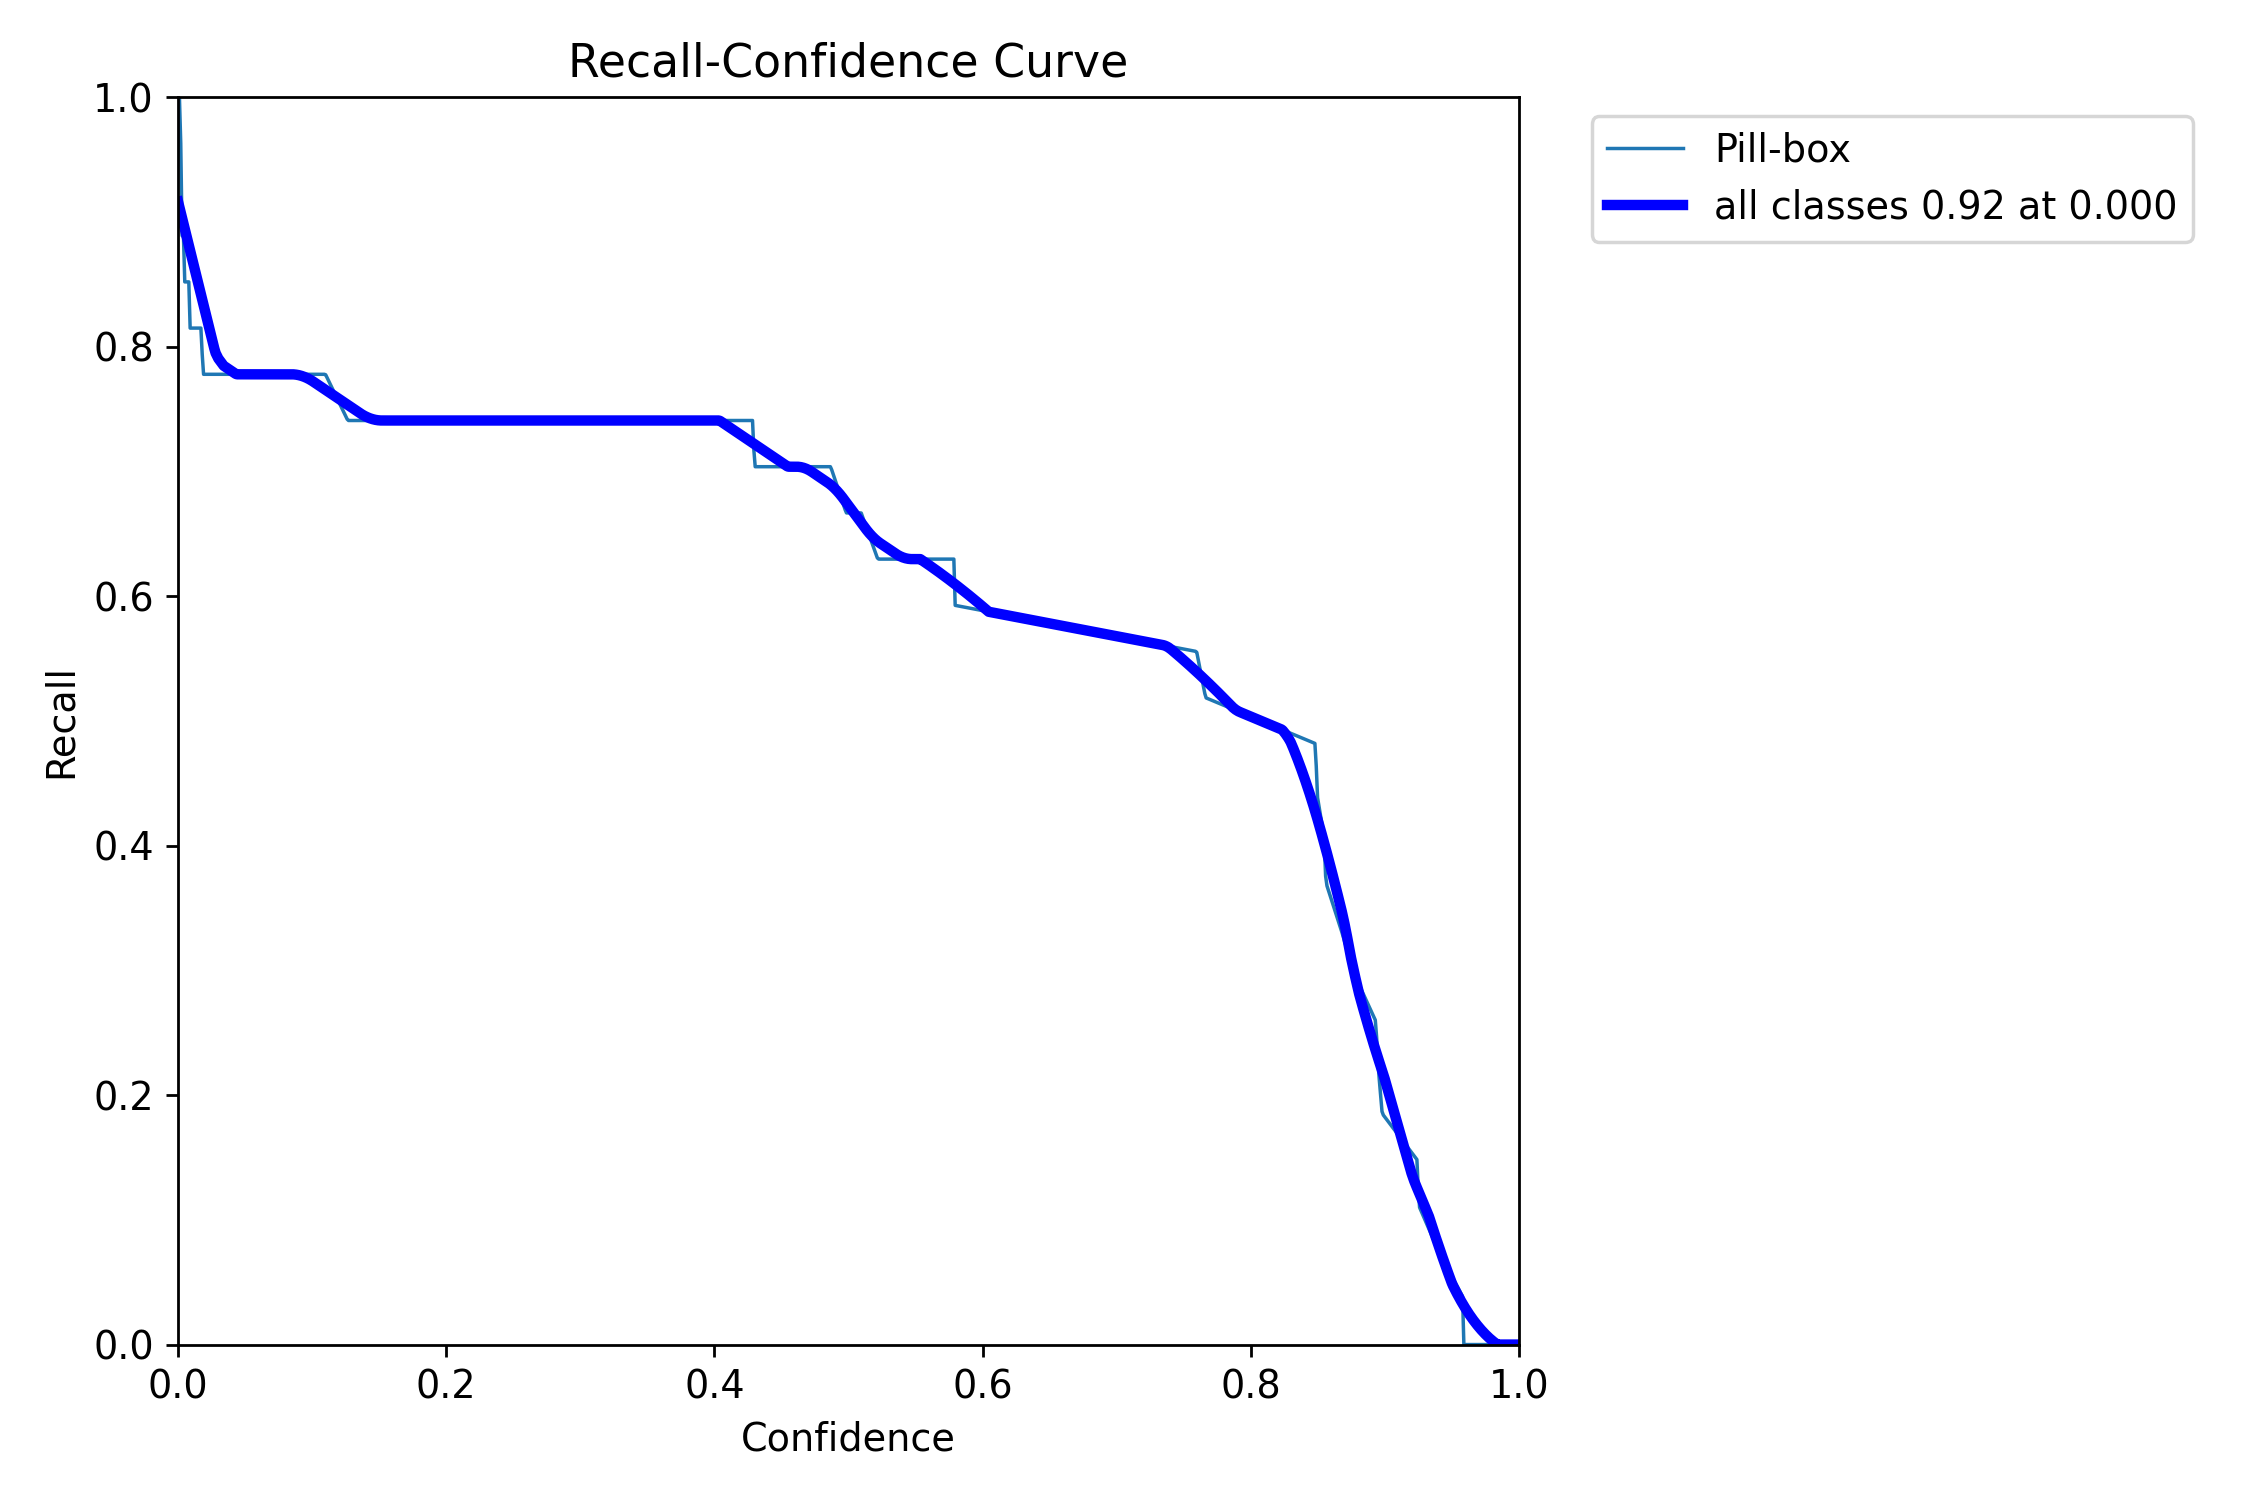 Recall-Confidence Curve
1.0
0.8
0.6
0.4
0.2
0.0
Recall
0.0 0.2 0.4 0.6 0.8 1.0
Confidence
Pill-box
all classes 0.92 at 0.000